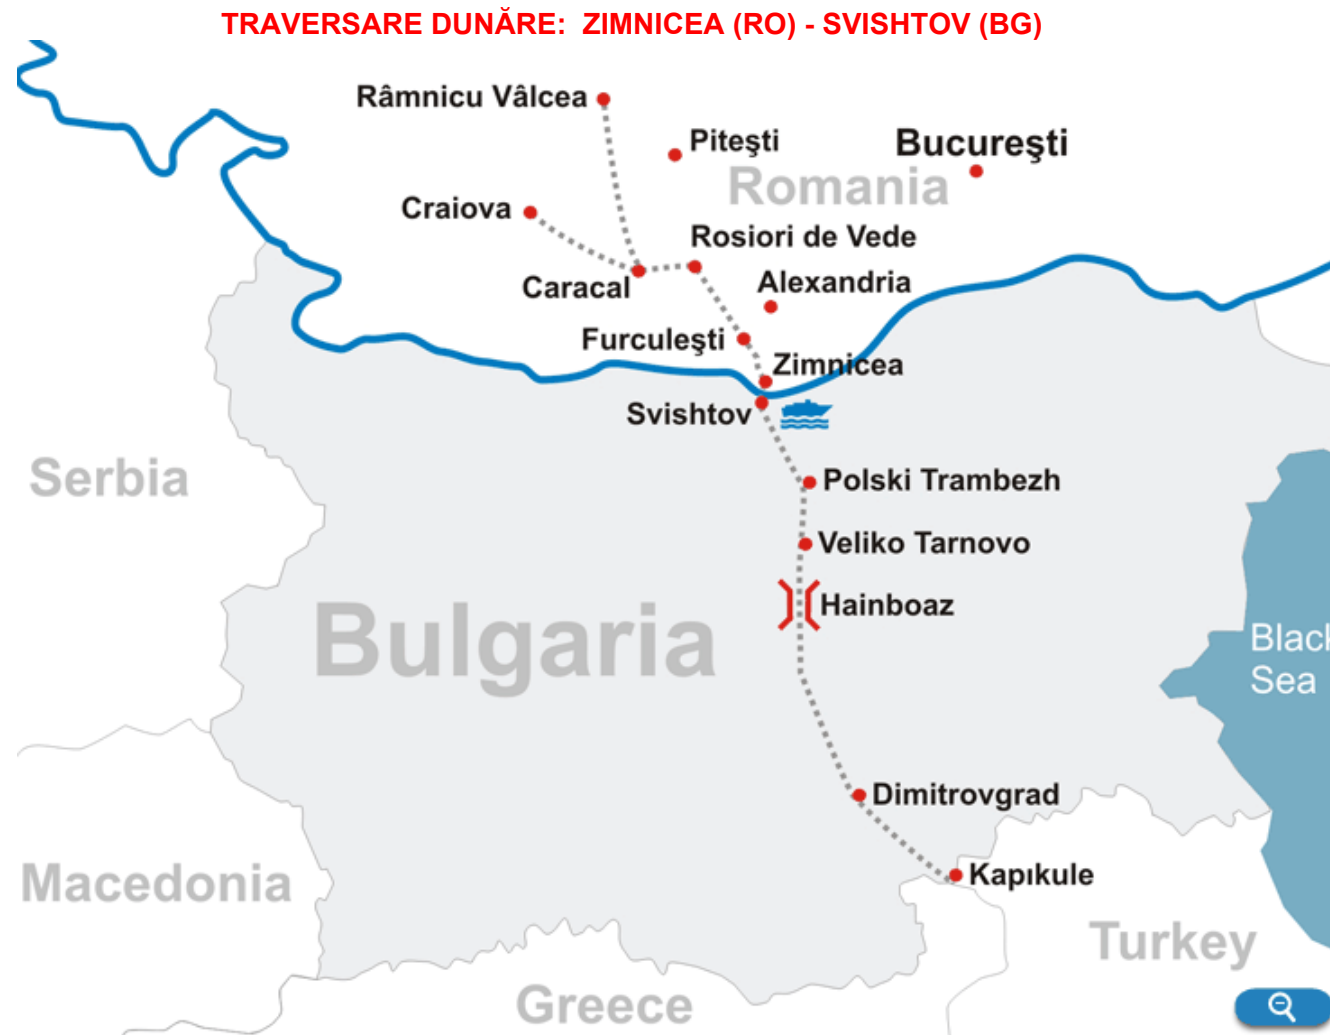 TRAVERSARE DUNĂRE: ZIMNICEA (RO) - SVISHTOV (BG)
Râmnicu Vâlcea
Piteşti
Bucureşti
Romania
Craiova
Rosiori de Vede
Caracal
Alexandria
Furculeşti
Zimnicea
Svishtov
Serbia
Polski Trambezh
Veliko Tarnovo
Hainboaz
Bulgaria
Black
Sea
Dimitrovgrad
Macedonia
Kapıkule
Turkey
Greece